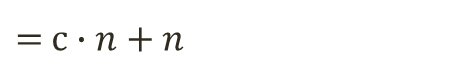 = c · n + n